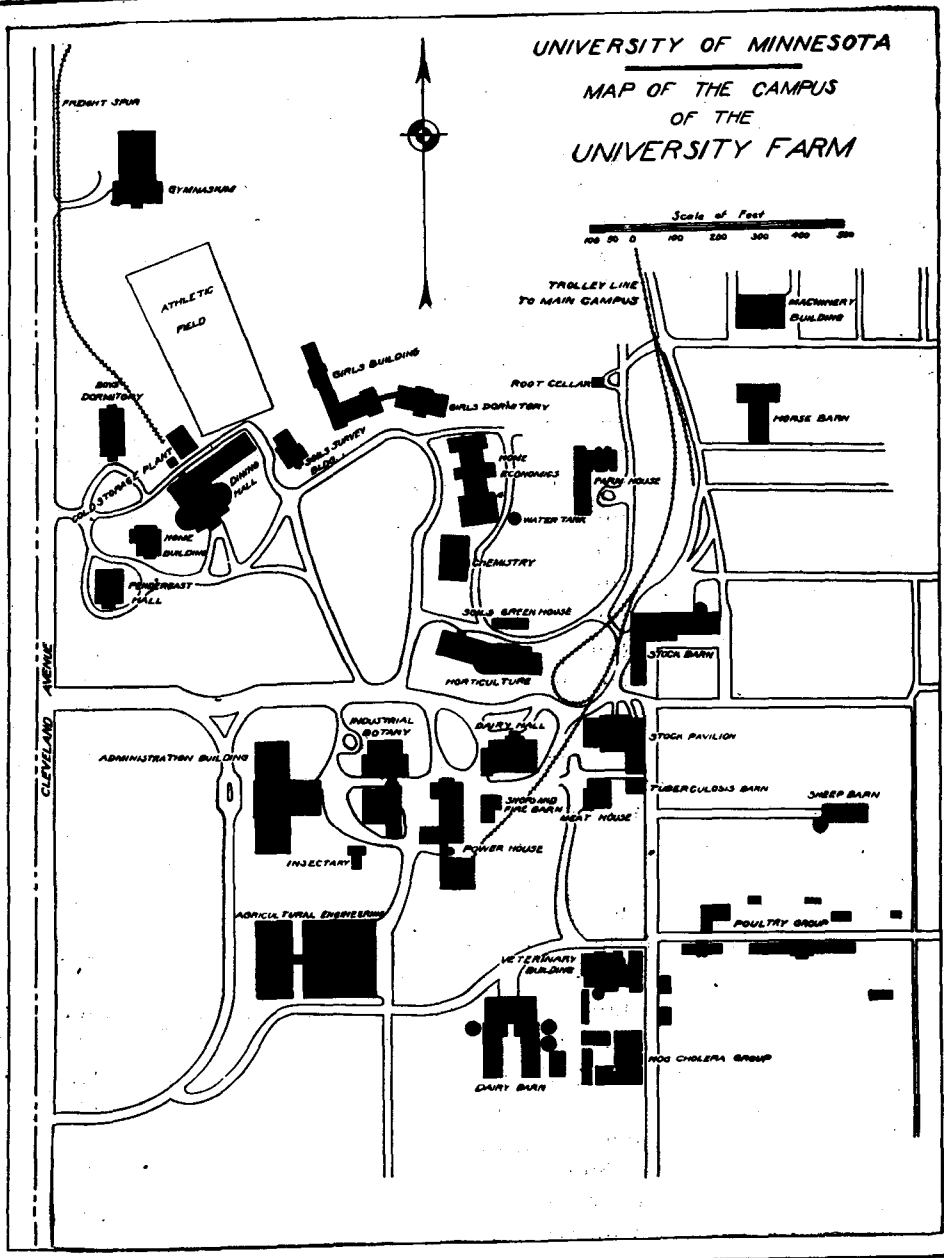 UNIVERSITY OF MINNESOTA
MAP OF THE CAMPUS
OF THE
UNIVERSITY FARM
Scale of Feet
100 50 0 100 200 300 400 500
FREIGHT SPUR
GYMNASIUM
ATHLETIC
FIELD
TROLLEY LINE
TO MAIN CAMPUS
MACHINERY
BUILDING
GIRLS BUILDING
ROOT CELLAR
BOYS
DORMITORY
GIRLS DORMITORY
HORSE BARN
COLD STORAGE PLANT
DINING
HALL
SOILS SURVEY
BLDG.
HOME
ECONOMICS
FARM HOUSE
WATER TANK
HOME
BUILDING
CHEMISTRY
PENDERGAST
HALL
SOILS GREEN HOUSE
STOCK BARN
HORTICULTURE
CLEVELAND AVENUE
INDUSTRIAL
BOTANY
DAIRY HALL
STOCK PAVILION
ADMINISTRATION BUILDING
TUBERCULOSIS BARN
SHEEP BARN
SHOPS AND
FIRE BARN
MEAT HOUSE
POWER HOUSE
INSECTARY
AGRICULTURAL ENGINEERING
POULTRY GROUP
VETERINARY
BUILDING
HOG CHOLERA GROUP
DAIRY BARN